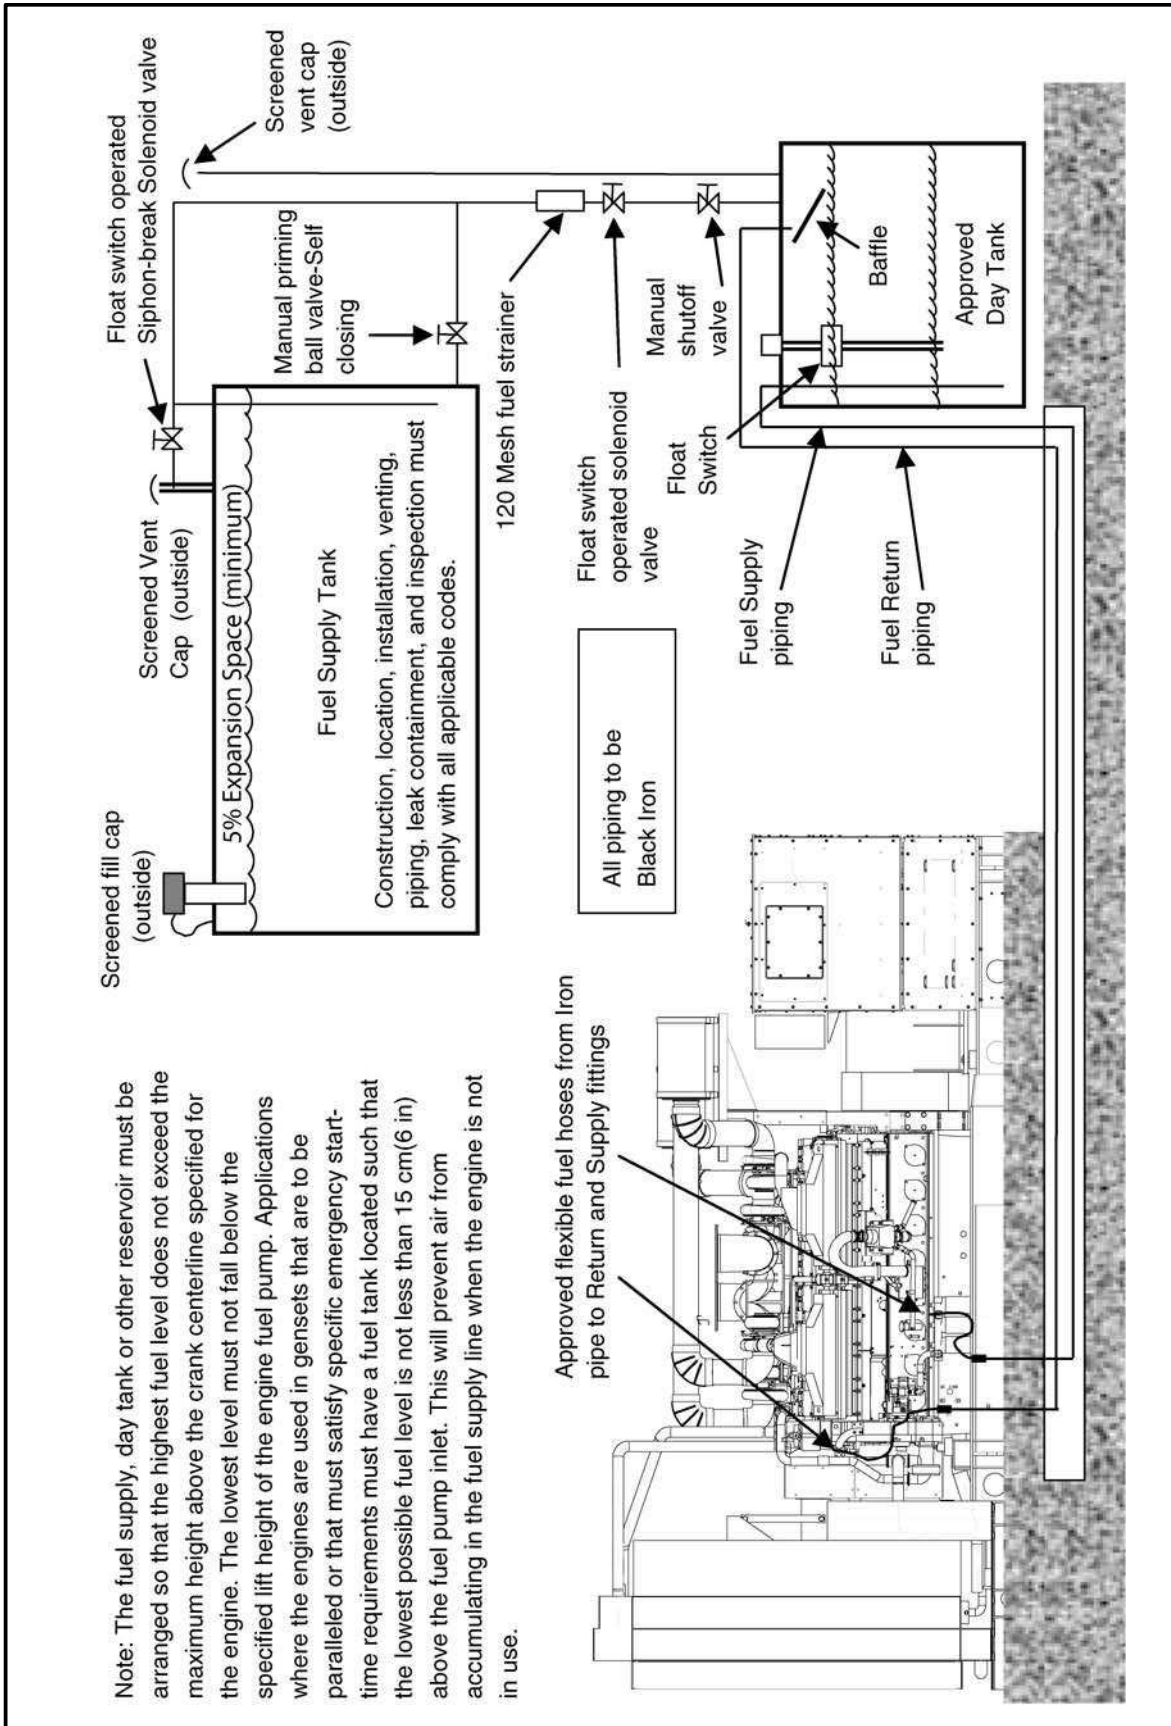 Note: The fuel supply, day tank or other reservoir must be
arranged so that the highest fuel level does not exceed the
maximum height above the crank centerline specified for
the engine. The lowest level must not fall below the
specified lift height of the engine fuel pump. Applications
where the engines are used in gensets that are to be
paralleled or that must satisfy specific emergency start-
time requirements must have a fuel tank located such that
the lowest possible fuel level is not less than 15 cm(6 in)
above the fuel pump inlet. This will prevent air from
accumulating in the fuel supply line when the engine is not
in use.
Screened fill cap
(outside)
Screened Vent
Cap (outside)
Float switch operated
Siphon-break Solenoid valve
Screened
vent cap
(outside)
5% Expansion Space (minimum)
Fuel Supply Tank
Construction, location, installation, venting,
piping, leak containment, and inspection must
comply with all applicable codes.
Manual priming
ball valve-Self
closing
120 Mesh fuel strainer
Float switch
operated solenoid
valve
Manual
shutoff
valve
Float
Switch
Baffle
Approved
Day Tank
All piping to be
Black Iron
Fuel Supply
piping
Fuel Return
piping
Approved flexible fuel hoses from Iron
pipe to Return and Supply fittings